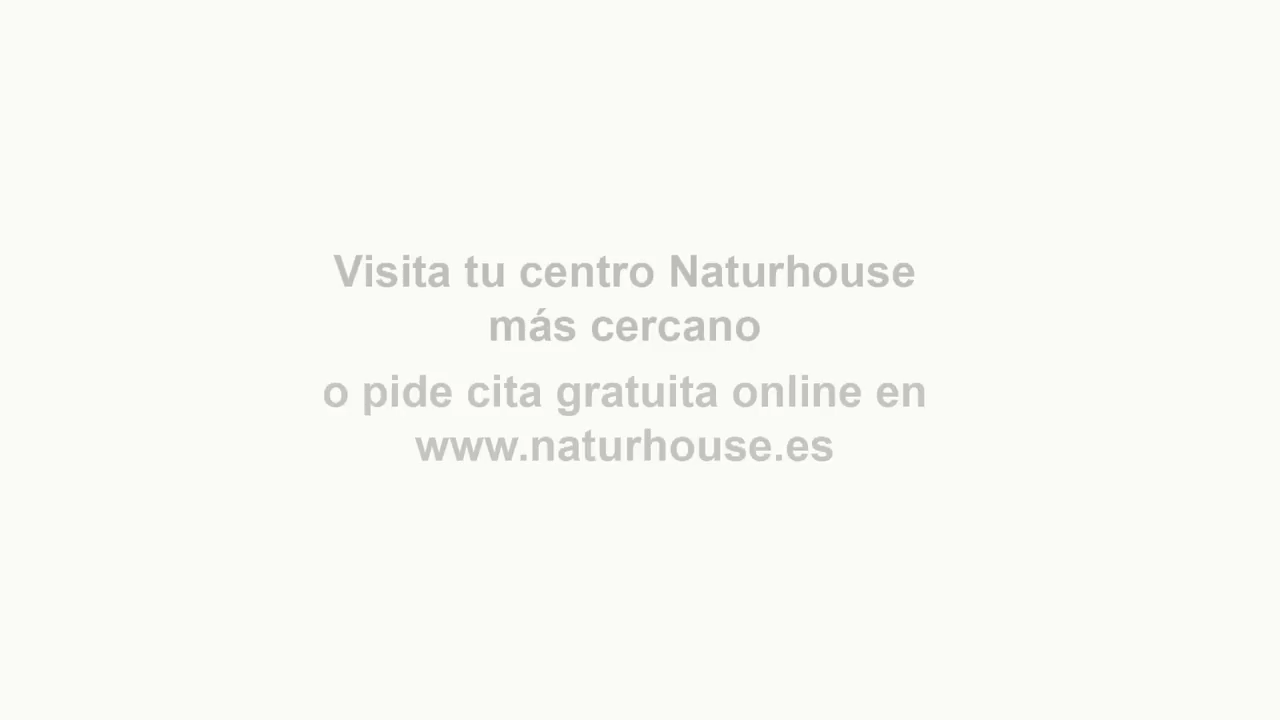 Visita tu centro Naturhouse
más cercano
o pide cita gratuita online en
www.naturhouse.es